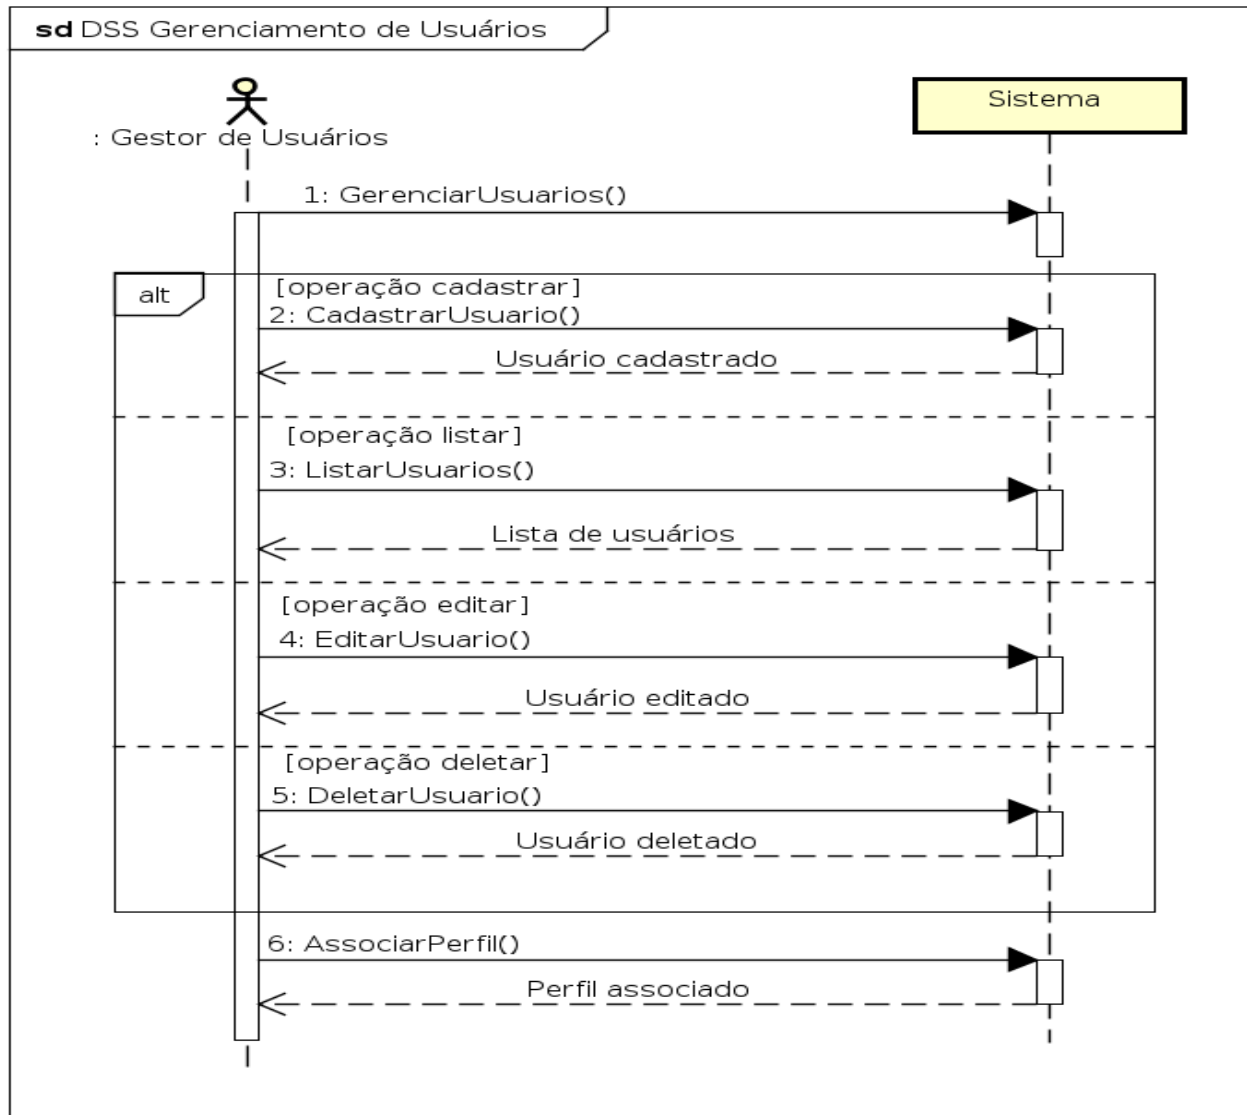 sd DSS Gerenciamento de Usuários
Sistema
: Gestor de Usuários
1: GerenciarUsuarios()
alt
[operação cadastrar]
2: CadastrarUsuario()
Usuário cadastrado
[operação listar]
3: ListarUsuarios()
Lista de usuários
[operação editar]
4: EditarUsuario()
Usuário editado
[operação deletar]
5: DeletarUsuario()
Usuário deletado
6: AssociarPerfil()
Perfil associado